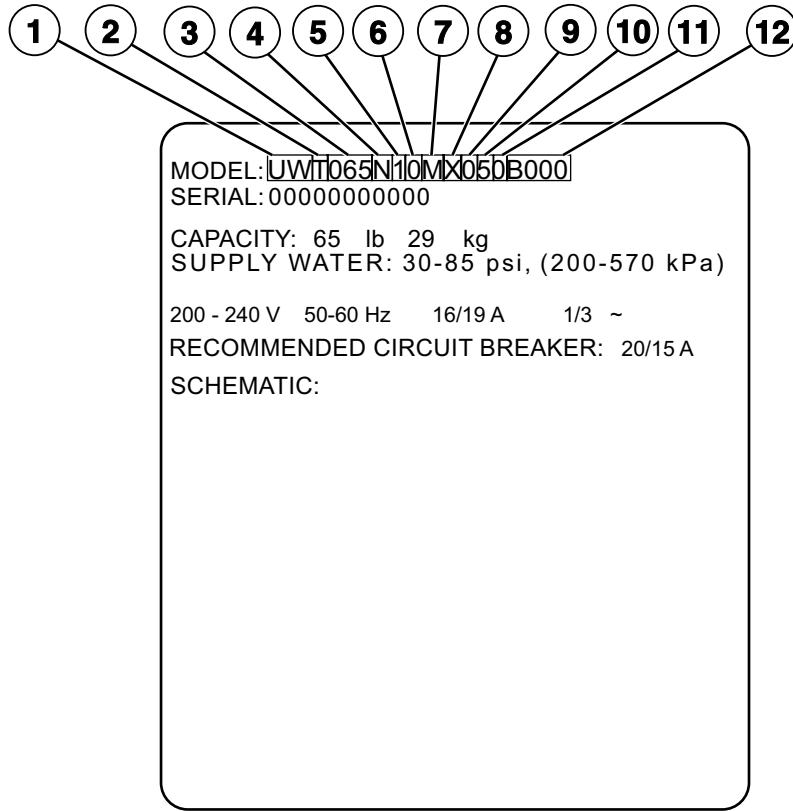 1 2 3 4 5 6 7 8 9 10 11 12
MODEL: UWT065N10MX050B000
SERIAL: 00000000000
CAPACITY: 65 lb 29 kg
SUPPLY WATER: 30-85 psi, (200-570 kPa)
200 - 240 V 50-60 Hz 16/19 A 1/3 ~
RECOMMENDED CIRCUIT BREAKER: 20/15 A
SCHEMATIC: